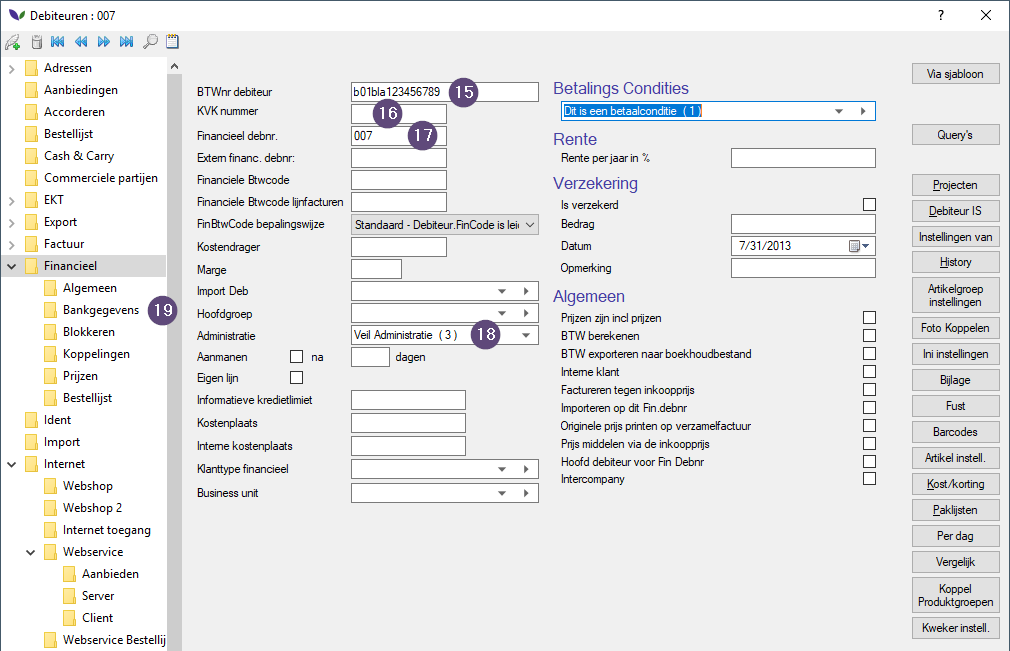 Debiteuren : 007
?
Adressen
Aanbiedingen
Accorderen
Bestellijst
Cash & Carry
Commerciele partijen
EKT
Export
Factuur
Financieel
Algemeen
Bankgegevens 19
Blokkeren
Koppelingen
Prijzen
Bestellijst
Ident
Import
Internet
Webshop
Webshop 2
Internet toegang
Webservice
Aanbieden
Server
Client
Webservice Bestellij
BTWnr debiteur b01bla123456789 15
KVK nummer 16
Financieel debnr. 007 17
Extern financ. debnr:
Financiele Btwcode
Financiele Btwcode lijnfacturen
FinBtwCode bepalingswijze Standaard - Debiteur.FinCode is leid
Kostendrager
Marge
Import Deb
Hoofdgroep
Administratie Veil Administratie ( 3 ) 18
Aanmanen na dagen
Eigen lijn
Informatieve kredietlimiet
Kostenplaats
Interne kostenplaats
Klanttype financieel
Business unit
Betalings Condities
Dit is een betaalconditie ( 1 )
Rente
Rente per jaar in %
Verzekering
Is verzekerd
Bedrag
Datum 7/31/2013
Opmerking
Algemeen
Prijzen zijn incl prijzen
BTW berekenen
BTW exporteren naar boekhoudbestand
Interne klant
Factureren tegen inkoopprijs
Importeren op dit Fin.debnr
Originele prijs printen op verzamelfactuur
Prijs middelen via de inkoopprijs
Hoofd debiteur voor Fin Debnr
Intercompany
Via sjabloon
Query's
Projecten
Debiteur IS
Instellingen van
History
Artikelgroep
instellingen
Foto Koppelen
Ini instellingen
Bijlage
Fust
Barcodes
Artikel instell.
Kost/korting
Paklijsten
Per dag
Vergelijk
Koppel
Produktgroepen
Kweker instell.